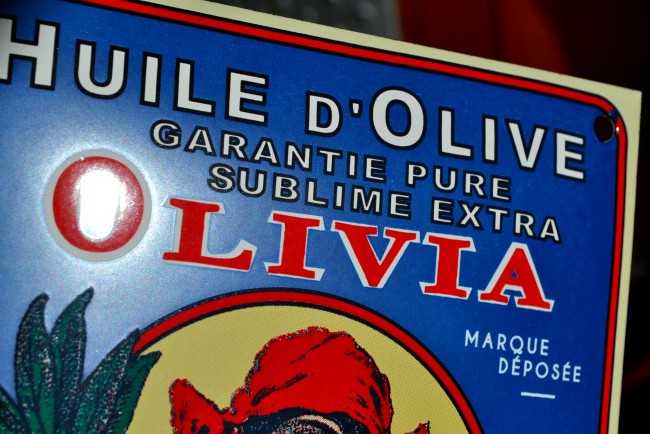 HUILE D'OLIVE
GARANTIE PURE
SUBLIME EXTRA
OLIVIA
MARQUE
DÉPOSÉE